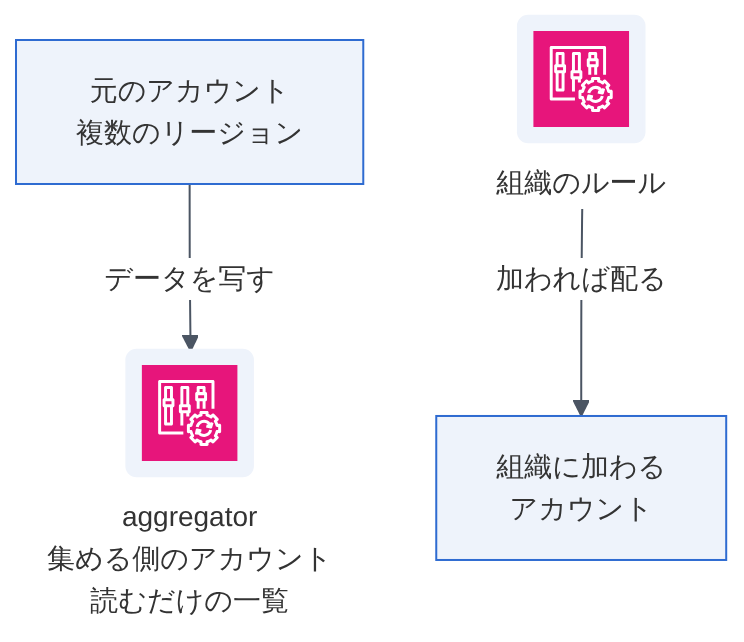 元のアカウント
複数のリージョン
データを写す
aggregator
集める側のアカウント
読むだけの一覧
組織のルール
加われば配る
組織に加わる
アカウント